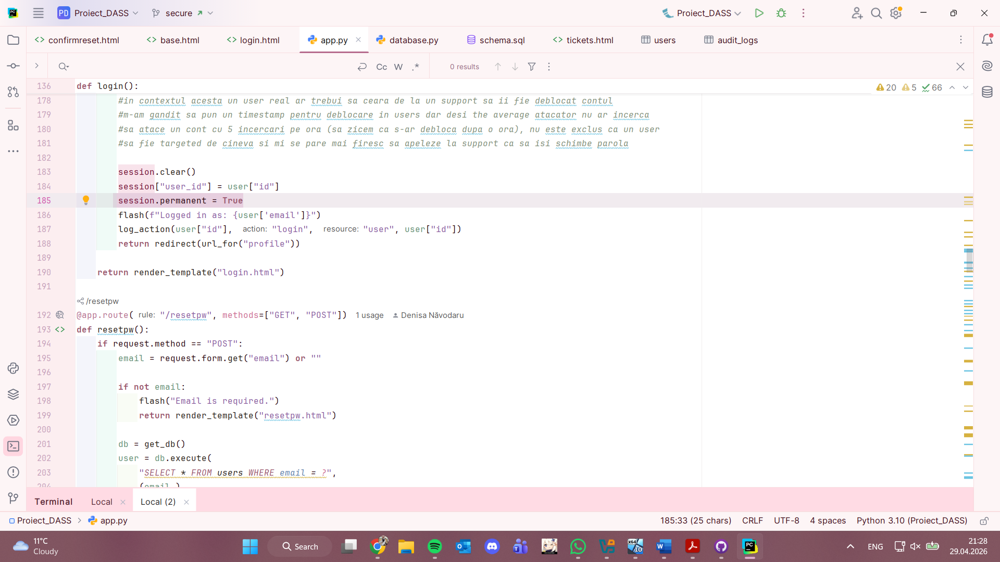 PD Proiect_DASS secure Proiect_DASS
confirmreset.html base.html login.html app.py database.py schema.sql tickets.html users audit_logs
Cc W .* 0 results
136 def login(): 20 5 66
178 #in contextul acesta un user real ar trebui sa ceara de la un support sa ii fie deblocat contul
179 #m-am gandit sa pun un timestamp pentru deblocare in users dar desi the average atacator nu ar incerca
180 #sa atace un cont cu 5 incercari pe ora (sa zicem ca s-ar debloca dupa o ora), nu este exclus ca un user
181 #sa fie targeted de cineva si mi se pare mai firesc sa apeleze la support ca sa isi schimbe parola
182
183 session.clear()
184 session["user_id"] = user["id"]
185 session.permanent = True
186 flash(f"Logged in as: {user['email']}")
187 log_action(user["id"], action: "login", resource: "user", user["id"])
188 return redirect(url_for("profile"))
189
190 return render_template("login.html")
191
/resetpw
192 @app.route( rule: "/resetpw", methods=["GET", "POST"]) 1 usage Denisa Năvodaru
193 def resetpw():
194 if request.method == "POST":
195 email = request.form.get("email") or ""
196
197 if not email:
198 flash("Email is required.")
199 return render_template("resetpw.html")
200
201 db = get_db()
202 user = db.execute(
203 "SELECT * FROM users WHERE email = ?",
204 (email,)
Terminal Local Local (2)
Proiect_DASS app.py 185:33 (25 chars) CRLF UTF-8 4 spaces Python 3.10 (Proiect_DASS)
11°C
Cloudy
Search
ENG
21:28
29.04.2026